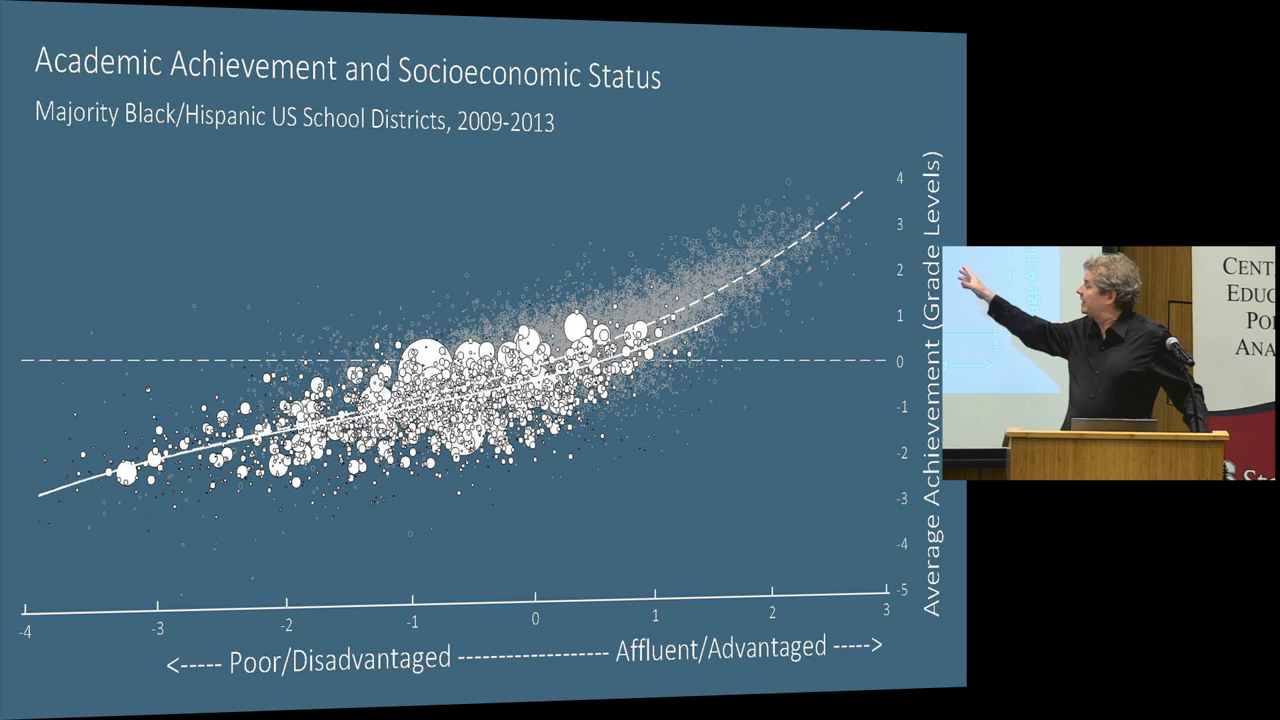 Academic Achievement and Socioeconomic Status
Majority Black/Hispanic US School Districts, 2009-2013
4
3
2
1
0
-1
-2
-3
-4
-5
Average Achievement (Grade Levels)
-4
-3
-2
-1
0
1
2
3
<----- Poor/Disadvantaged ------------------ Affluent/Advantaged ----->
CENT
EDUC
PO
ANA